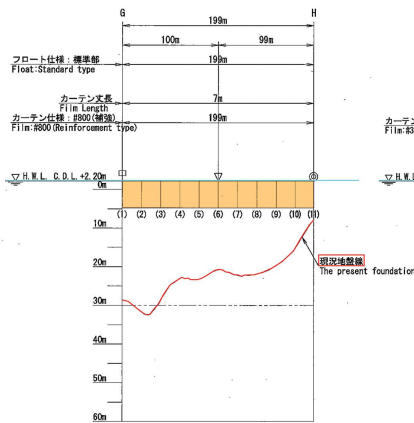 G H
199m
100m 99m
フロート仕様：標準部
Float:Standard type
199m
カーテン丈長
Film Length
7m
カーテン仕様：#800(補強)
Film:#800(Reinforcement type)
199m
カーテン
Film:#3
H.W.L. C.D.L.+2.20m
H.W.L
0m
(1) (2) (3) (4) (5) (6) (7) (8) (9) (10) (11)
10m
20m
現況地盤線
The present foundation
30m
40m
50m
60m